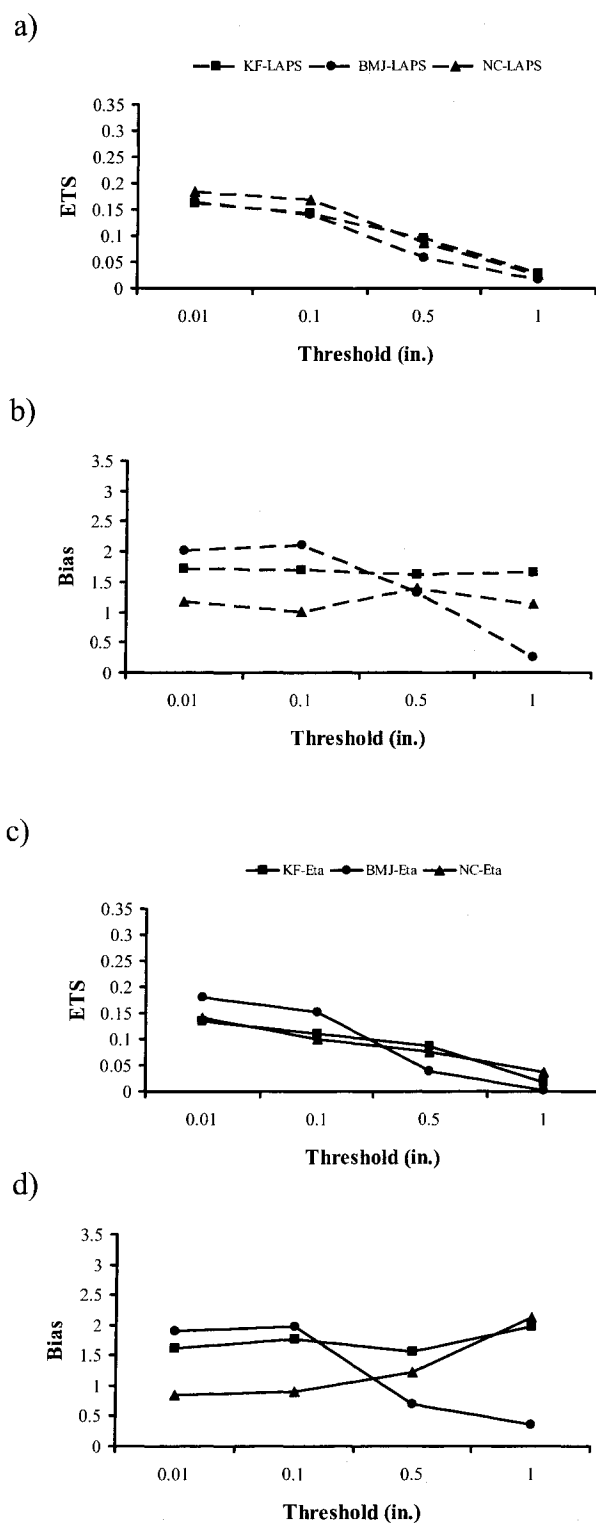 a)
KF-LAPS BMJ-LAPS NC-LAPS
0.35
0.3
0.25
0.2
0.15
0.1
0.05
0
ETS
0.01 0.1 0.5 1
Threshold (in.)
b)
3.5
3
2.5
2
1.5
1
0.5
0
Bias
0.01 0.1 0.5 1
Threshold (in.)
c)
KF-Eta BMJ-Eta NC-Eta
0.35
0.3
0.25
0.2
0.15
0.1
0.05
0
ETS
0.01 0.1 0.5 1
Threshold (in.)
d)
3.5
3
2.5
2
1.5
1
0.5
0
Bias
0.01 0.1 0.5 1
Threshold (in.)